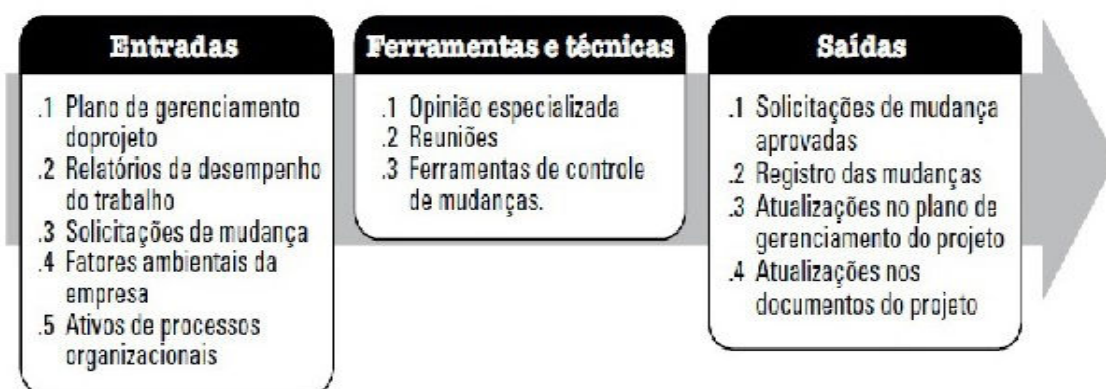 Entradas
.1 Plano de gerenciamento
doprojeto
.2 Relatórios de desempenho
do trabalho
.3 Solicitações de mudança
.4 Fatores ambientais da
empresa
.5 Ativos de processos
organizacionais
Ferramentas e técnicas
.1 Opinião especializada
.2 Reuniões
.3 Ferramentas de controle
de mudanças.
Saídas
.1 Solicitações de mudança
aprovadas
.2 Registro das mudanças
.3 Atualizações no plano de
gerenciamento do projeto
.4 Atualizações nos
documentos do projeto